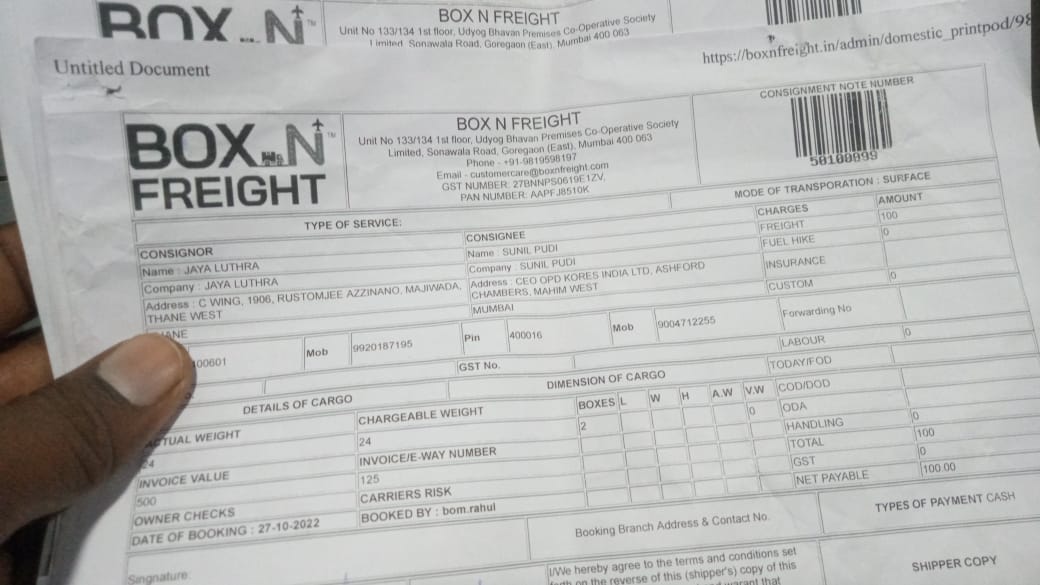 BOX N
BOX N FREIGHT
Unit No 133/134 1st floor, Udyog Bhavan Premises Co-Operative Society
Limited, Sonawala Road, Goregaon (East), Mumbai 400 063
Untitled Document
https://boxnfreight.in/admin/domestic_printpod/98
BOX N FREIGHT
TM
BOX N FREIGHT
Unit No 133/134 1st floor, Udyog Bhavan Premises Co-Operative Society
Limited, Sonawala Road, Goregaon (East), Mumbai 400 063
Phone - +91-9819598197
Email - customercare@boxnfreight.com
GST NUMBER: 27BNNPS0619E1ZV,
PAN NUMBER: AAPFJ8510K
CONSIGNMENT NOTE NUMBER
50100099
TYPE OF SERVICE:
MODE OF TRANSPORATION : SURFACE
CONSIGNOR
CONSIGNEE
CHARGES AMOUNT
Name : JAYA LUTHRA
Name : SUNIL PUDI
FREIGHT 100
Company : JAYA LUTHRA
Company : SUNIL PUDI
FUEL HIKE 0
Address : C WING, 1906, RUSTOMJEE AZZINANO, MAJIWADA,
THANE WEST
Address : CEO OPD KORES INDIA LTD, ASHFORD
CHAMBERS, MAHIM WEST
INSURANCE
CUSTOM 0
MUMBAI
00601 Mob 9920187195 Pin 400016 Mob 9004712255 Forwarding No
GST No.
LABOUR 0
TODAY/FOD
DETAILS OF CARGO
DIMENSION OF CARGO
COD/DOD
ACTUAL WEIGHT CHARGEABLE WEIGHT BOXES L W H A.W V.W
ODA
24 24 2 0
HANDLING 0
INVOICE VALUE INVOICE/E-WAY NUMBER
TOTAL 100
500 125
GST 0
OWNER CHECKS CARRIERS RISK
NET PAYABLE 100.00
DATE OF BOOKING : 27-10-2022 BOOKED BY : bom.rahul
Booking Branch Address & Contact No.
TYPES OF PAYMENT CASH
Singnature:
I/We hereby agree to the terms and conditions set
forth on the reverse of this (shipper's) copy of this
warrant that
SHIPPER COPY